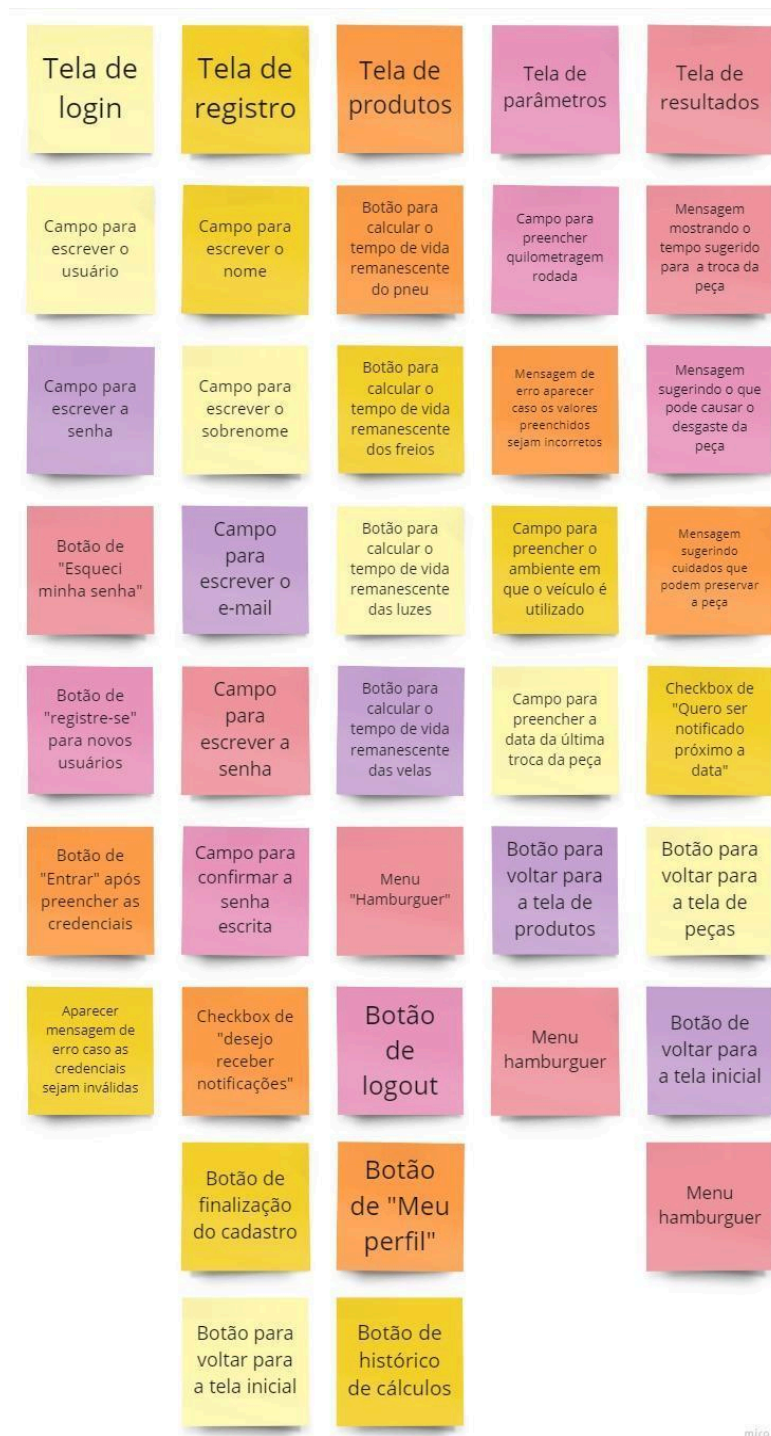 Tela de
login
Tela de
registro
Tela de
produtos
Tela de
parâmetros
Tela de
resultados
Campo para
escrever o
usuário
Campo para
escrever o
nome
Botão para
calcular o
tempo de vida
remanescente
do pneu
Campo para
preencher
quilometragem
rodada
Mensagem
mostrando o
tempo sugerido
para a troca da
peça
Campo para
escrever a
senha
Campo para
escrever o
sobrenome
Botão para
calcular o
tempo de vida
remanescente
dos freios
Mensagem de
erro aparecer
caso os valores
preenchidos
sejam incorretos
Mensagem
sugerindo o que
pode causar o
desgaste da
peça
Botão de
"Esqueci
minha senha"
Campo
para
escrever o
e-mail
Botão para
calcular o
tempo de vida
remanescente
das luzes
Campo para
preencher o
ambiente em
que o veículo é
utilizado
Mensagem
sugerindo
cuidados que
podem preservar
a peça
Botão de
"registre-se"
para novos
usuários
Campo
para
escrever a
senha
Botão para
calcular o
tempo de vida
remanescente
das velas
Campo para
preencher a
data da última
troca da peça
Checkbox de
"Quero ser
notificado
próximo a
data"
Botão de
"Entrar" após
preencher as
credenciais
Campo para
confirmar a
senha
escrita
Menu
"Hamburguer"
Botão para
voltar para
a tela de
produtos
Botão para
voltar para
a tela de
peças
Aparecer
mensagem de
erro caso as
credenciais
sejam inválidas
Checkbox de
"desejo
receber
notificações"
Botão
de
logout
Menu
hamburguer
Botão de
voltar para
a tela inicial
Botão de
finalização
do cadastro
Botão
de "Meu
perfil"
Menu
hamburguer
Botão para
voltar para
a tela inicial
Botão de
histórico
de cálculos
miro